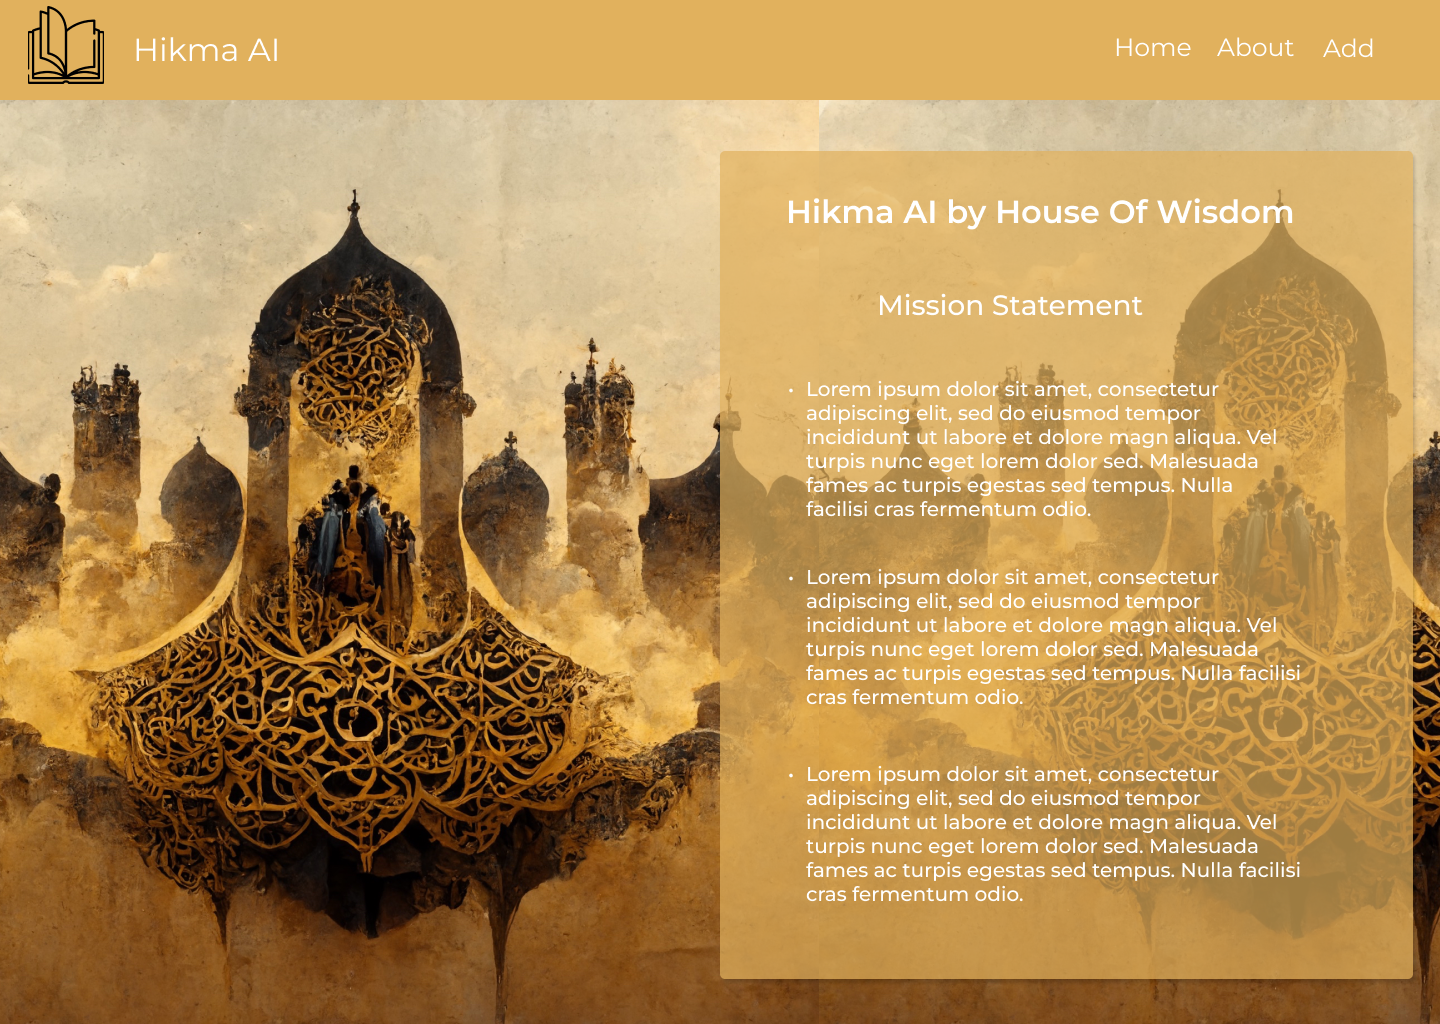 Hikma AI
Home About Add
Hikma AI by House Of Wisdom
Mission Statement
• Lorem ipsum dolor sit amet, consectetur
adipiscing elit, sed do eiusmod tempor
incididunt ut labore et dolore magn aliqua. Vel
turpis nunc eget lorem dolor sed. Malesuada
fames ac turpis egestas sed tempus. Nulla
facilisi cras fermentum odio.
• Lorem ipsum dolor sit amet, consectetur
adipiscing elit, sed do eiusmod tempor
incididunt ut labore et dolore magn aliqua. Vel
turpis nunc eget lorem dolor sed. Malesuada
fames ac turpis egestas sed tempus. Nulla facilisi
cras fermentum odio.
• Lorem ipsum dolor sit amet, consectetur
adipiscing elit, sed do eiusmod tempor
incididunt ut labore et dolore magn aliqua. Vel
turpis nunc eget lorem dolor sed. Malesuada
fames ac turpis egestas sed tempus. Nulla facilisi
cras fermentum odio.